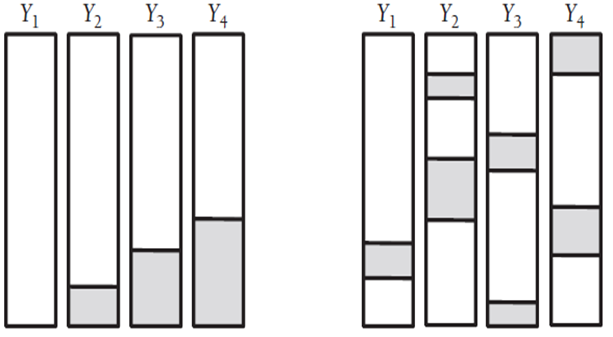 Y₁ Y₂ Y₃ Y₄ Y₁ Y₂ Y₃ Y₄